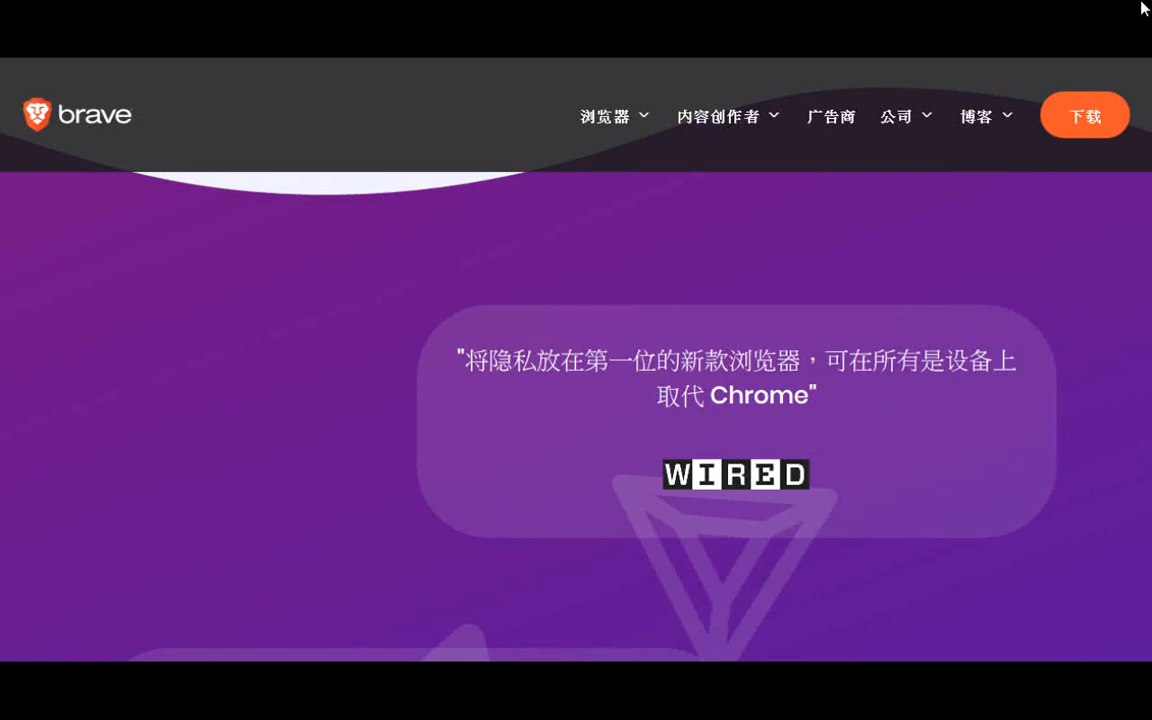 brave
浏览器
内容创作者
广告商
公司
博客
下载
"将隐私放在第一位的新款浏览器，可在所有是设备上
取代 Chrome"
WIRED